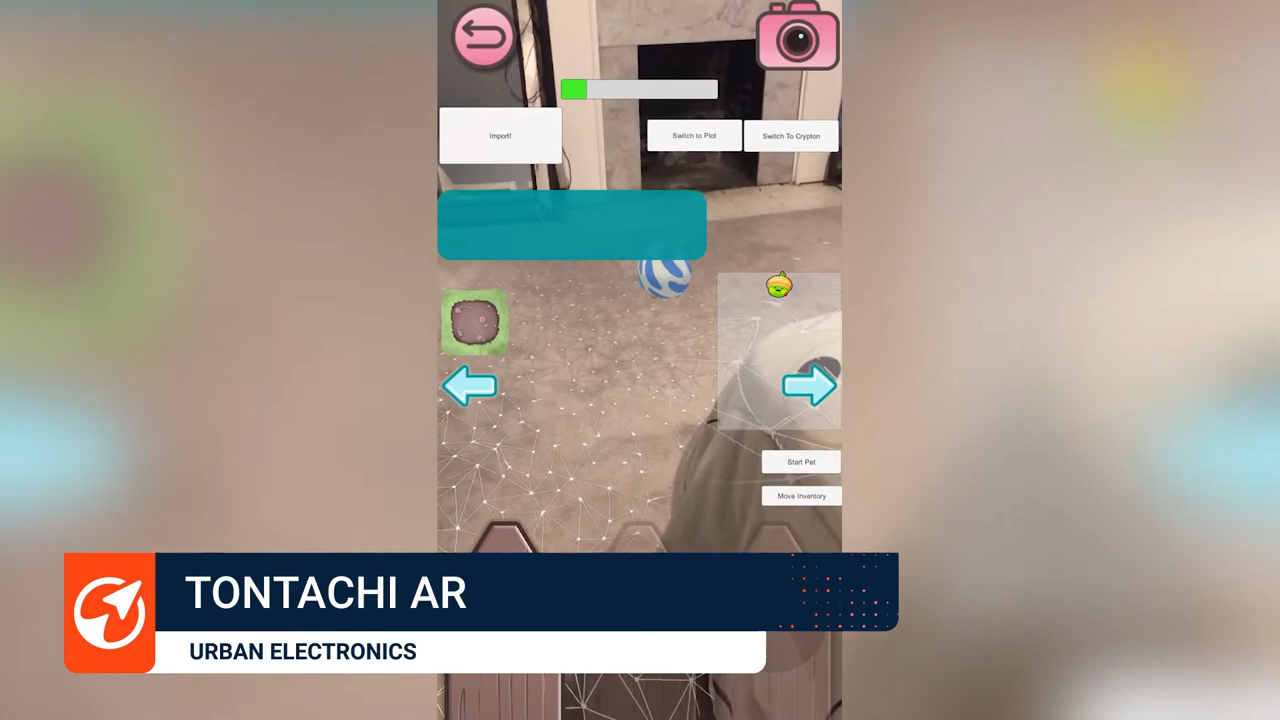 Import!
Switch to Plot
Switch To Crypton
Start Pet
Move Inventory
TONTACHI AR
URBAN ELECTRONICS